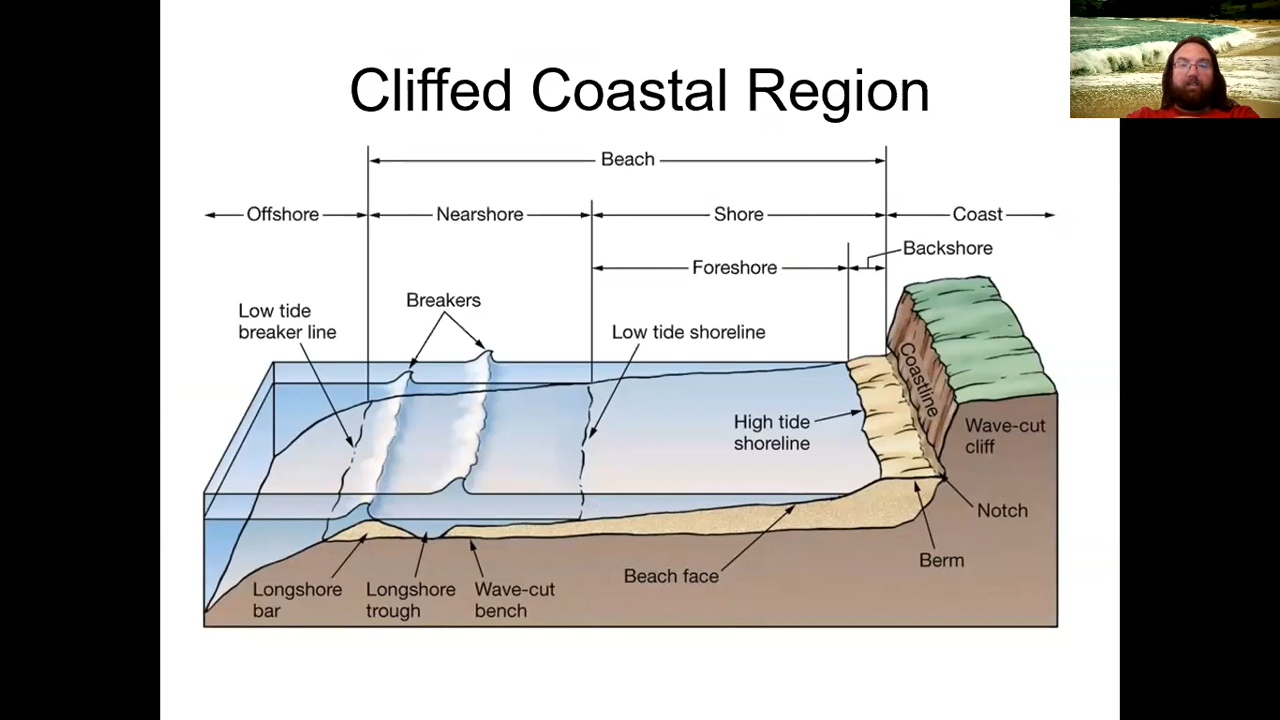 Cliffed Coastal Region
Beach
Offshore
Nearshore
Shore
Coast
Backshore
Foreshore
Breakers
Low tide
breaker line
Low tide shoreline
Coastline
High tide
shoreline
Wave-cut
cliff
Notch
Berm
Beach face
Longshore
bar
Longshore
trough
Wave-cut
bench